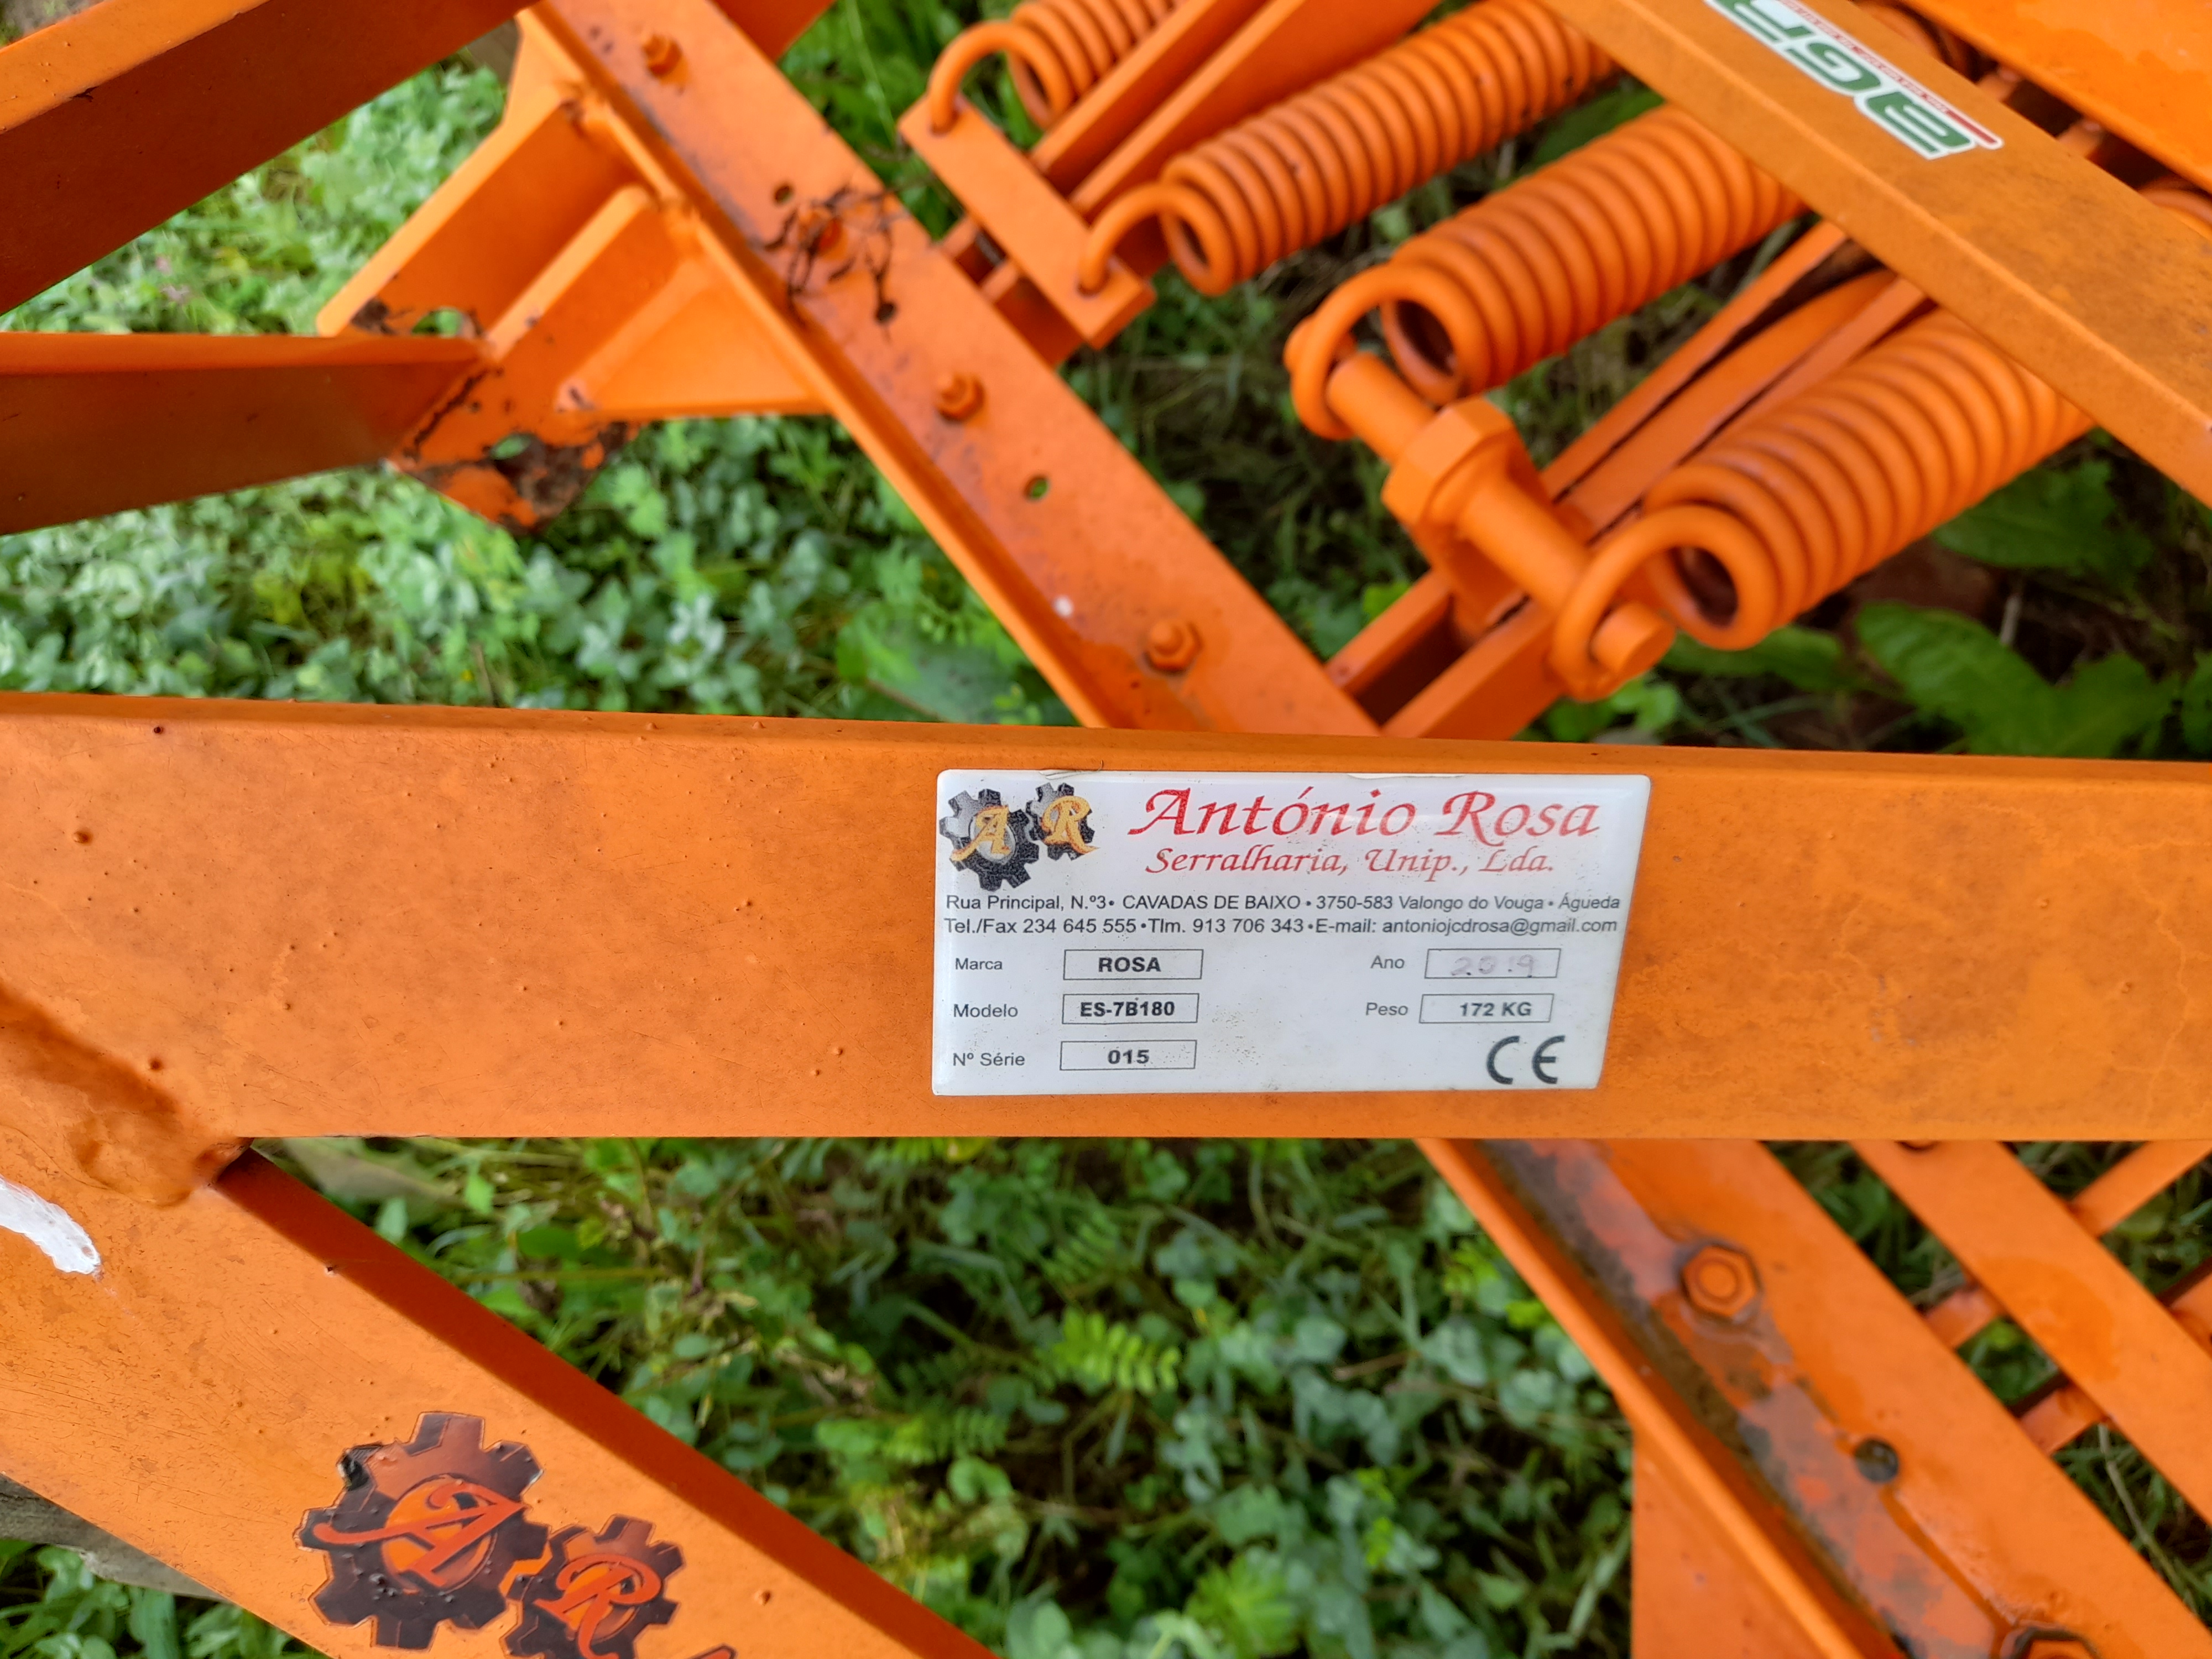 A
R
A R
António Rosa
Serralharia, Unip., Lda.
Rua Principal, N.º3 • CAVADAS DE BAIXO • 3750-583 Valongo do Vouga • Águeda
Tel./Fax 234 645 555 • Tlm. 913 706 343 • E-mail: antoniojcdrosa@gmail.com
Marca ROSA Ano 2019
Modelo ES-7B180 Peso 172 KG
Nº Série 015
CE